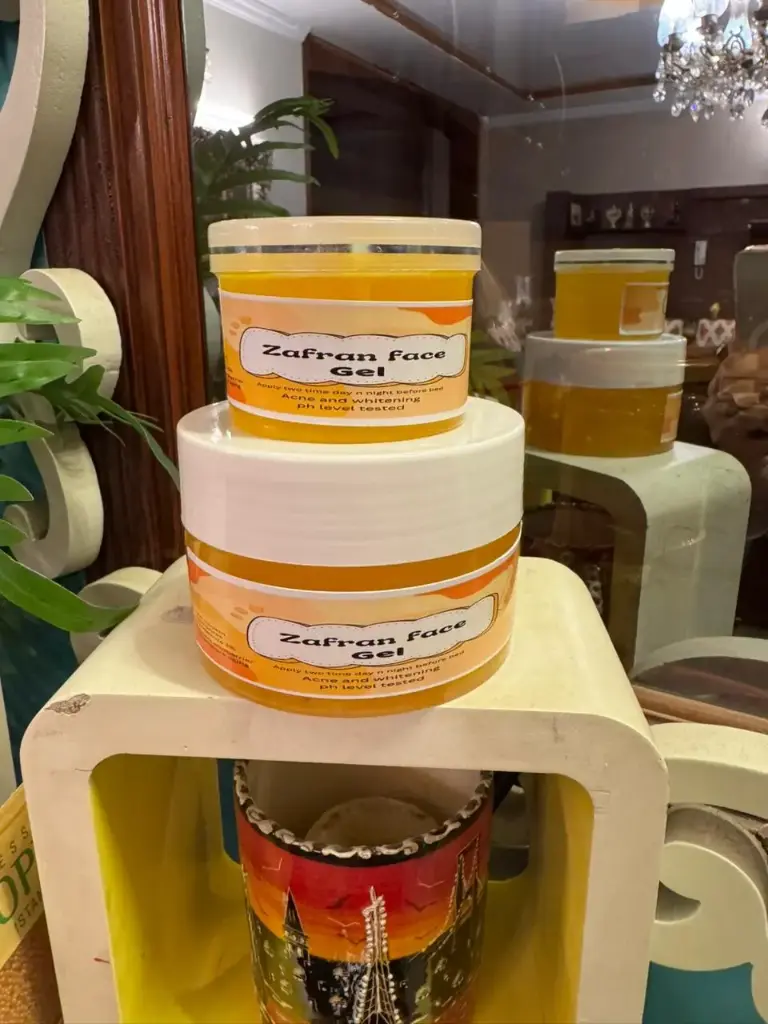 Zafran face
Gel
Apply two time day n night before bed
Acne and whitening
ph level tested
Zafran face
Gel
Apply two time day n night before bed
Acne and whitening
ph level tested